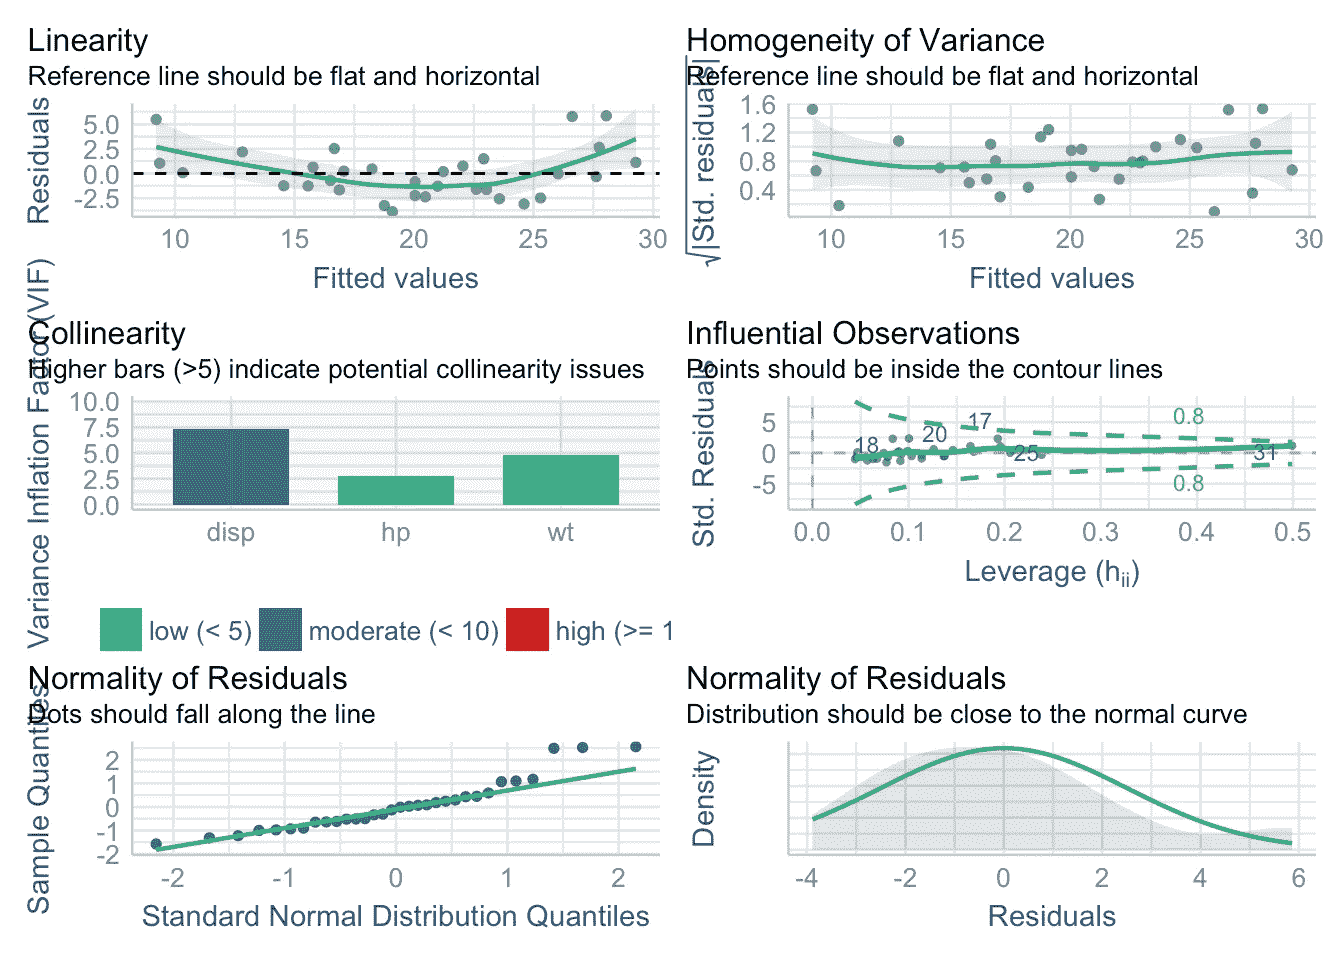 Linearity
Reference line should be flat and horizontal
Residuals
5.0
2.5
0.0
-2.5
10 15 20 25 30
Fitted values
Homogeneity of Variance
Reference line should be flat and horizontal
√|Std. residuals|
1.6
1.2
0.8
0.4
10 15 20 25 30
Fitted values
Collinearity
Higher bars (>5) indicate potential collinearity issues
Variance Inflation Factor (VIF)
10.0
7.5
5.0
2.5
0.0
disp hp wt
low (< 5) moderate (< 10) high (>= 1
Influential Observations
Points should be inside the contour lines
Std. Residuals
5
0
-5
0.8
17
20
18
25
31
0.8
0.0 0.1 0.2 0.3 0.4 0.5
Leverage (hii)
Normality of Residuals
Dots should fall along the line
Sample Quantiles
2
1
0
-1
-2
-2 -1 0 1 2
Standard Normal Distribution Quantiles
Normality of Residuals
Distribution should be close to the normal curve
Density
-4 -2 0 2 4 6
Residuals